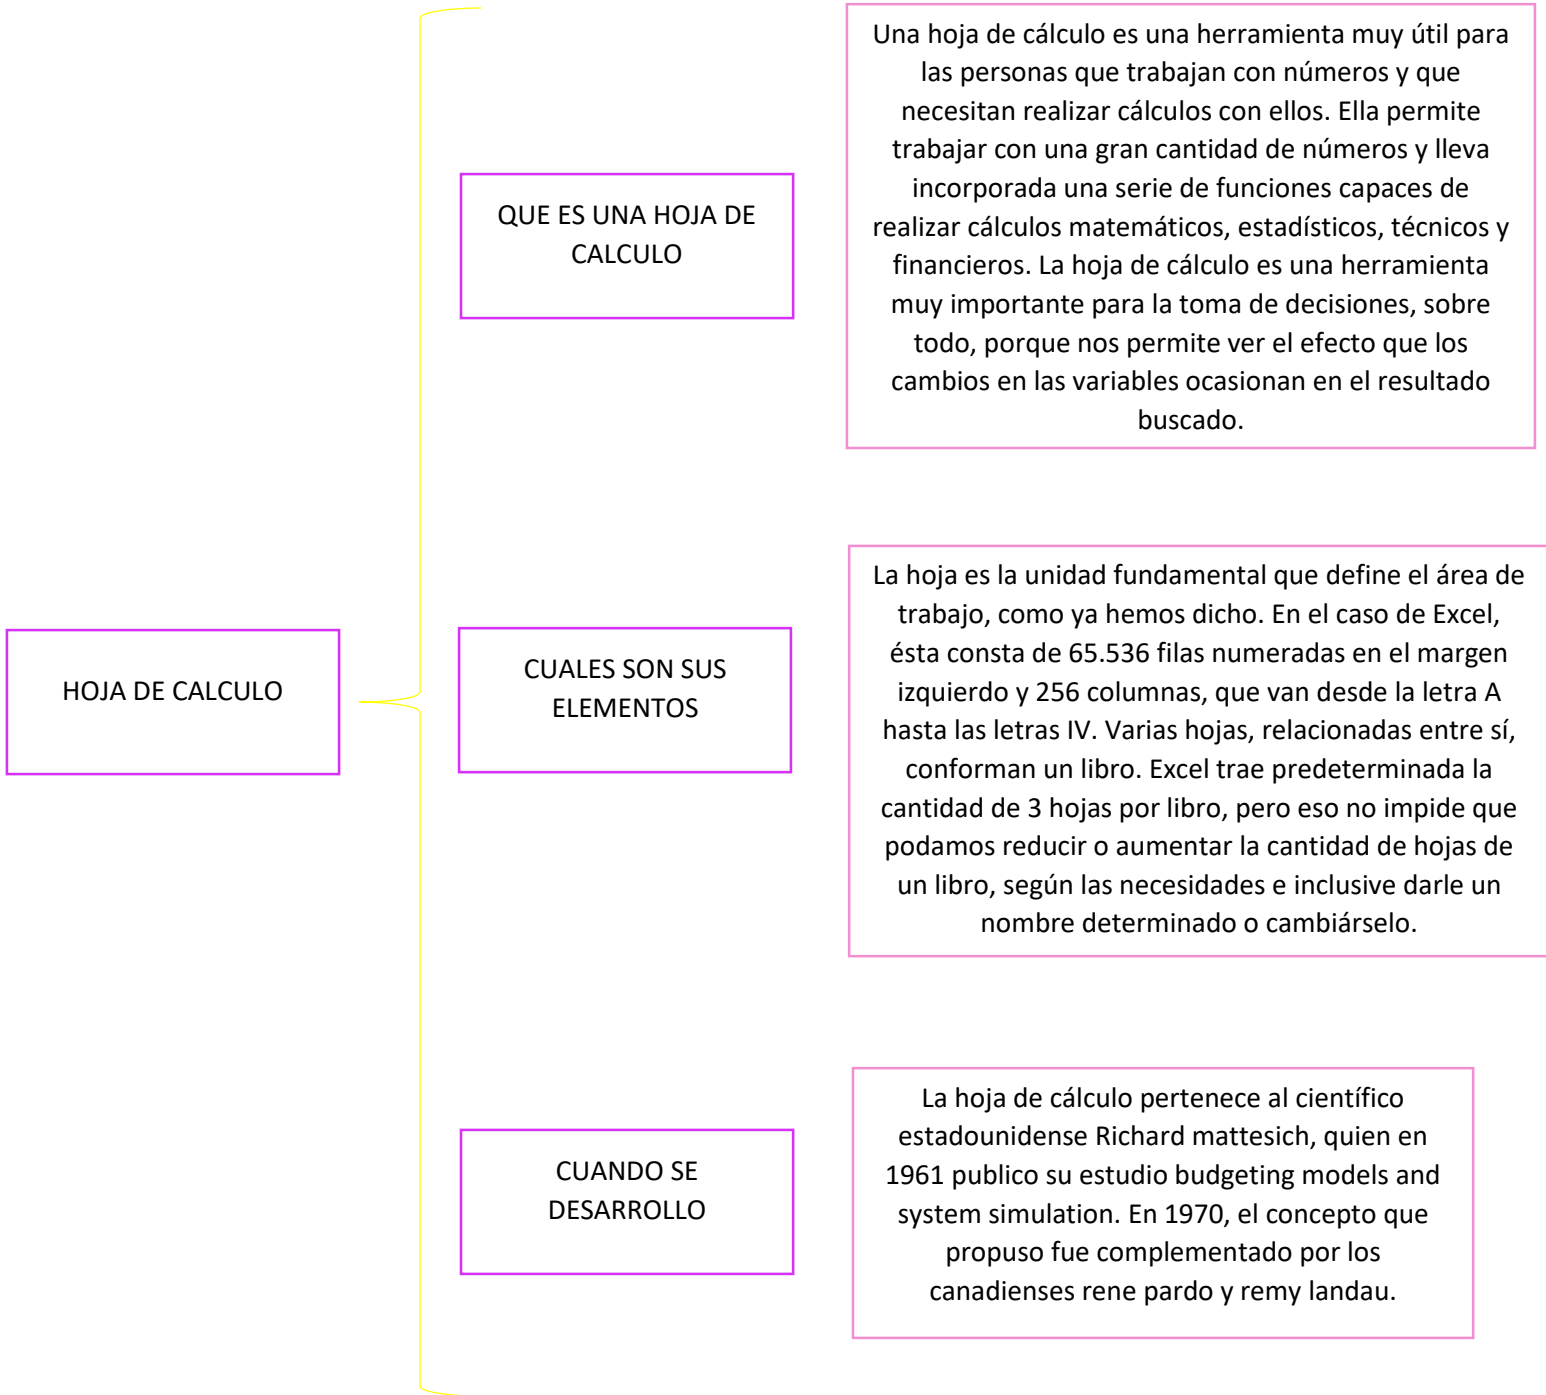 HOJA DE CALCULO
QUE ES UNA HOJA DE
CALCULO
Una hoja de cálculo es una herramienta muy útil para
las personas que trabajan con números y que
necesitan realizar cálculos con ellos. Ella permite
trabajar con una gran cantidad de números y lleva
incorporada una serie de funciones capaces de
realizar cálculos matemáticos, estadísticos, técnicos y
financieros. La hoja de cálculo es una herramienta
muy importante para la toma de decisiones, sobre
todo, porque nos permite ver el efecto que los
cambios en las variables ocasionan en el resultado
buscado.
CUALES SON SUS
ELEMENTOS
La hoja es la unidad fundamental que define el área de
trabajo, como ya hemos dicho. En el caso de Excel,
ésta consta de 65.536 filas numeradas en el margen
izquierdo y 256 columnas, que van desde la letra A
hasta las letras IV. Varias hojas, relacionadas entre sí,
conforman un libro. Excel trae predeterminada la
cantidad de 3 hojas por libro, pero eso no impide que
podamos reducir o aumentar la cantidad de hojas de
un libro, según las necesidades e inclusive darle un
nombre determinado o cambiárselo.
CUANDO SE
DESARROLLO
La hoja de cálculo pertenece al científico
estadounidense Richard mattesich, quien en
1961 publico su estudio budgeting models and
system simulation. En 1970, el concepto que
propuso fue complementado por los
canadienses rene pardo y remy landau.